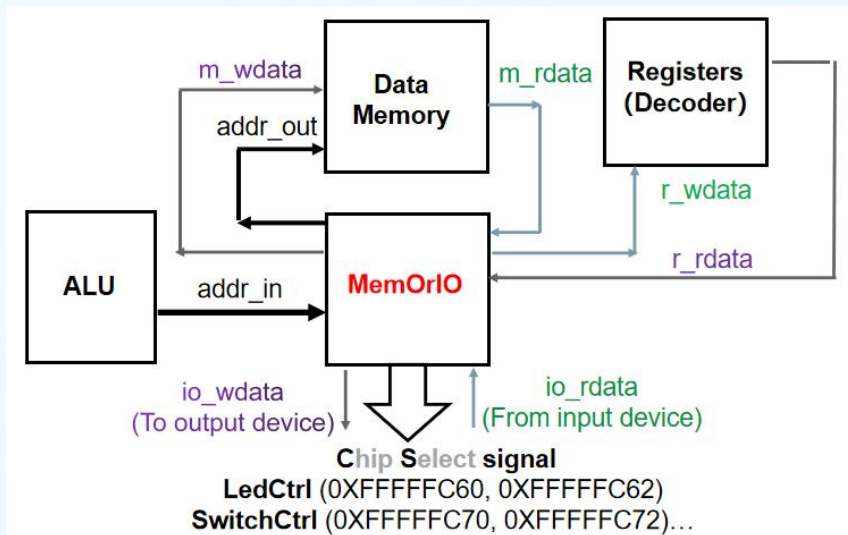 m_wdata
Data
Memory
m_rdata
Registers
(Decoder)
addr_out
r_wdata
ALU
addr_in
MemOrIO
r_rdata
io_wdata
(To output device)
io_rdata
(From input device)
Chip Select signal
LedCtrl (0XFFFFFC60, 0XFFFFFC62)
SwitchCtrl (0XFFFFFC70, 0XFFFFFC72)…